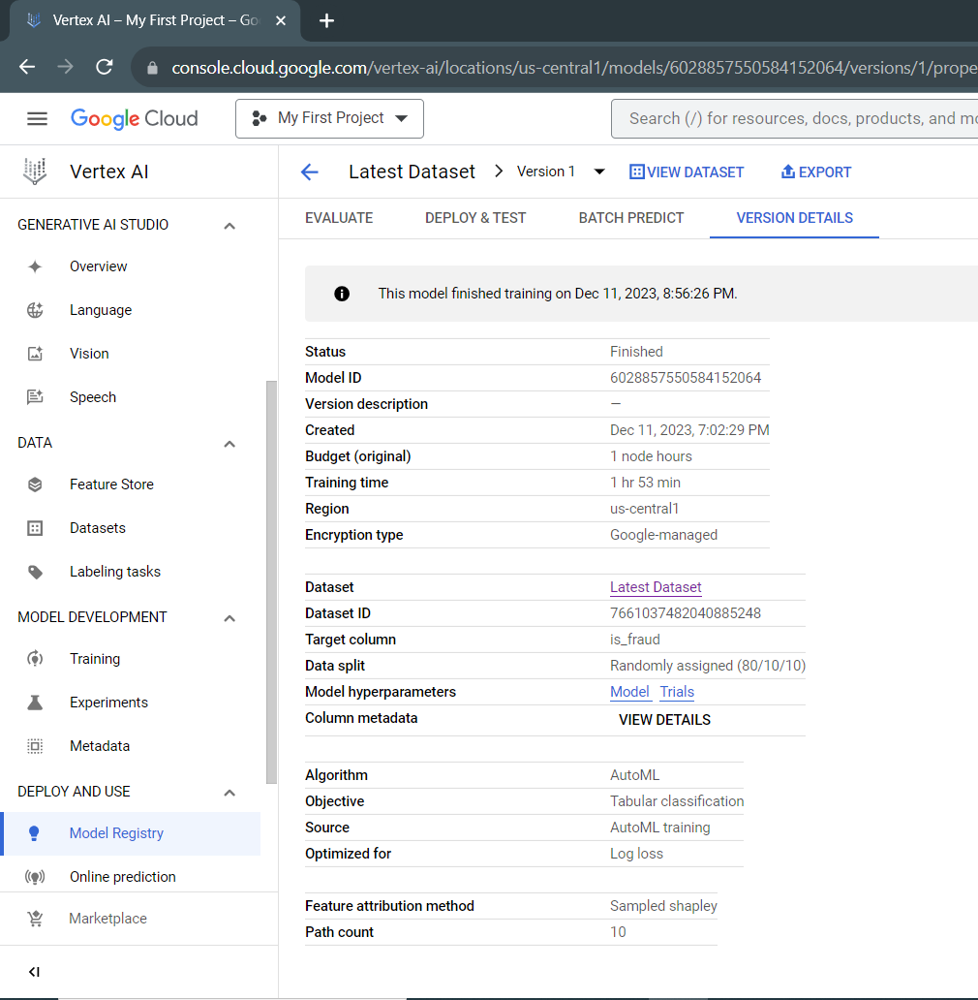 Vertex AI – My First Project – Go
console.cloud.google.com/vertex-ai/locations/us-central1/models/6028857550584152064/versions/1/prope
Google Cloud
My First Project
Search (/) for resources, docs, products, and mo
Vertex AI
Latest Dataset
Version 1
VIEW DATASET
EXPORT
GENERATIVE AI STUDIO
Overview
Language
Vision
Speech
DATA
Feature Store
Datasets
Labeling tasks
MODEL DEVELOPMENT
Training
Experiments
Metadata
DEPLOY AND USE
Model Registry
Online prediction
Marketplace
EVALUATE
DEPLOY & TEST
BATCH PREDICT
VERSION DETAILS
This model finished training on Dec 11, 2023, 8:56:26 PM.
Status Finished
Model ID 6028857550584152064
Version description —
Created Dec 11, 2023, 7:02:29 PM
Budget (original) 1 node hours
Training time 1 hr 53 min
Region us-central1
Encryption type Google-managed
Dataset Latest Dataset
Dataset ID 7661037482040885248
Target column is_fraud
Data split Randomly assigned (80/10/10)
Model hyperparameters Model Trials
Column metadata VIEW DETAILS
Algorithm AutoML
Objective Tabular classification
Source AutoML training
Optimized for Log loss
Feature attribution method Sampled shapley
Path count 10